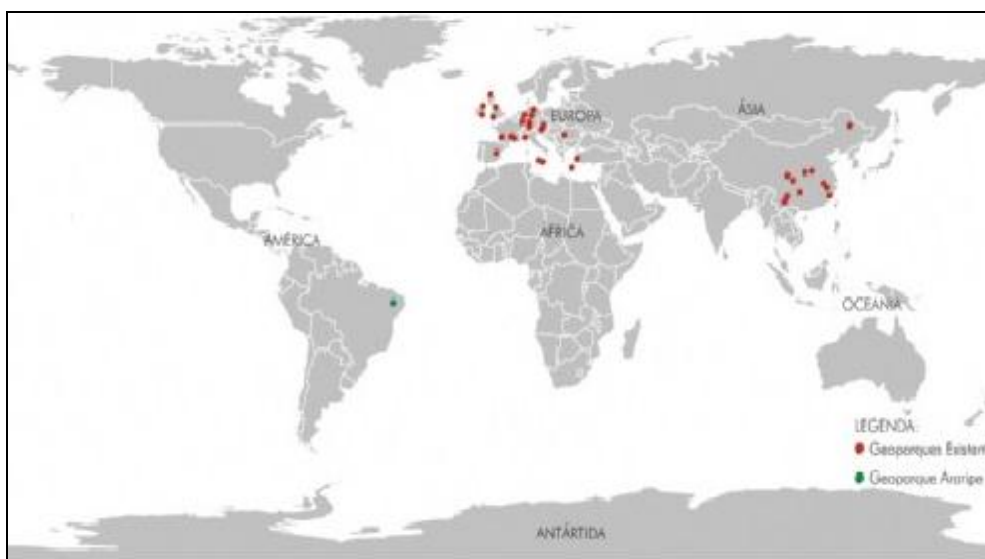 ÁSIA
EUROPA
AMÉRICA
ÁFRICA
OCEANIA
LEGENDA:
Geoparques Existen
Geoparque Araripe
ANTÁRTIDA